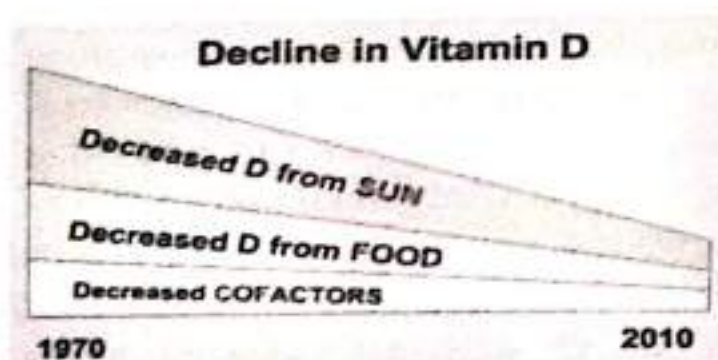 Decline in Vitamin D
Decreased D from SUN
Decreased D from FOOD
Decreased COFACTORS
1970
2010